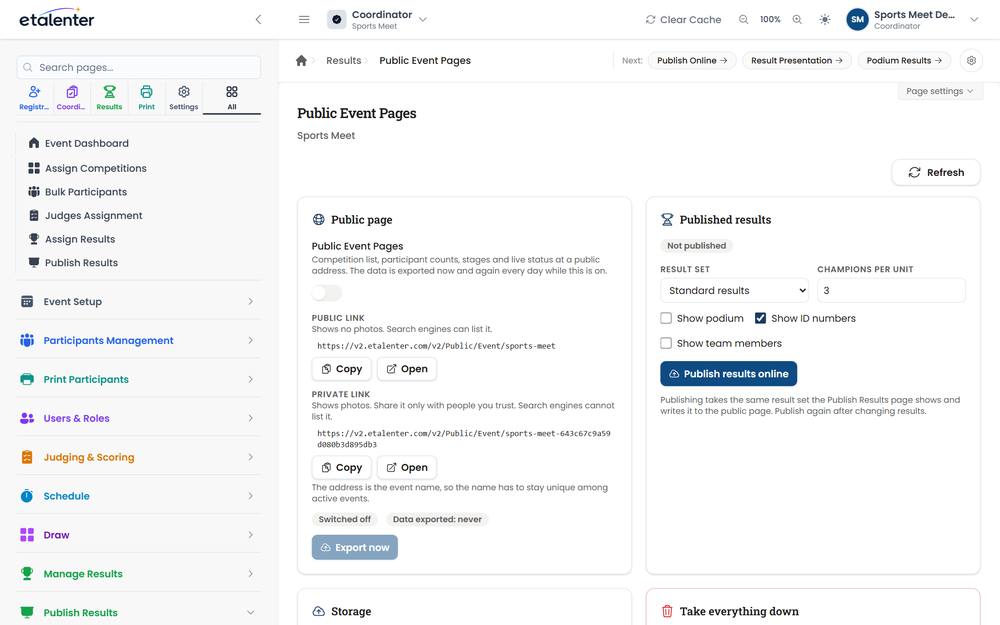 etalenter
Coordinator
Sports Meet
Clear Cache
100%
SM
Sports Meet De...
Coordinator
Search pages...
Registr...
Coordi...
Results
Print
Settings
All
Event Dashboard
Assign Competitions
Bulk Participants
Judges Assignment
Assign Results
Publish Results
Event Setup
Participants Management
Print Participants
Users & Roles
Judging & Scoring
Schedule
Draw
Manage Results
Publish Results
Results
Public Event Pages
Next:
Publish Online →
Result Presentation →
Podium Results →
Page settings
Public Event Pages
Sports Meet
Refresh
Public page
Public Event Pages
Competition list, participant counts, stages and live status at a public
address. The data is exported now and again every day while this is on.
PUBLIC LINK
Shows no photos. Search engines can list it.
https://v2.etalenter.com/v2/Public/Event/sports-meet
Copy
Open
PRIVATE LINK
Shows photos. Share it only with people you trust. Search engines cannot
list it.
https://v2.etalenter.com/v2/Public/Event/sports-meet-643c67c9a59
d080b3d895db3
Copy
Open
The address is the event name, so the name has to stay unique among
active events.
Switched off
Data exported: never
Export now
Published results
Not published
RESULT SET
CHAMPIONS PER UNIT
Standard results
3
Show podium
Show ID numbers
Show team members
Publish results online
Publishing takes the same result set the Publish Results page shows and
writes it to the public page. Publish again after changing results.
Storage
Take everything down